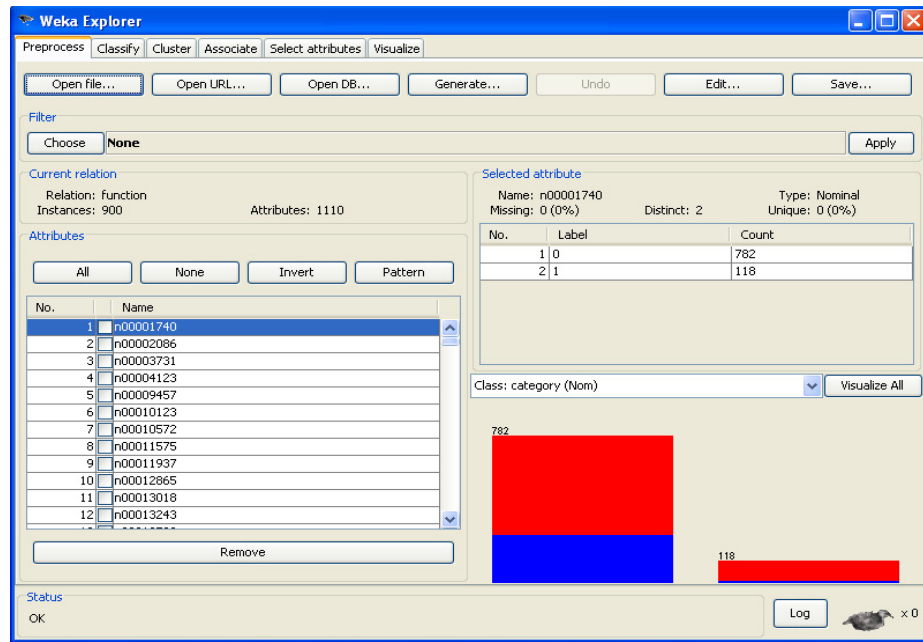 Weka Explorer
Preprocess Classify Cluster Associate Select attributes Visualize
Open file... Open URL... Open DB... Generate... Undo Edit... Save...
Filter
Choose None Apply
Current relation
Relation: function
Instances: 900 Attributes: 1110
Attributes
All None Invert Pattern
No. Name
1 n00001740
2 n00002086
3 n00003731
4 n00004123
5 n00009457
6 n00010123
7 n00010572
8 n00011575
9 n00011937
10 n00012865
11 n00013018
12 n00013243
Remove
Selected attribute
Name: n00001740 Type: Nominal
Missing: 0 (0%) Distinct: 2 Unique: 0 (0%)
No. Label Count
1 0 782
2 1 118
Class: category (Nom) Visualize All
782
118
Status
OK
Log x 0